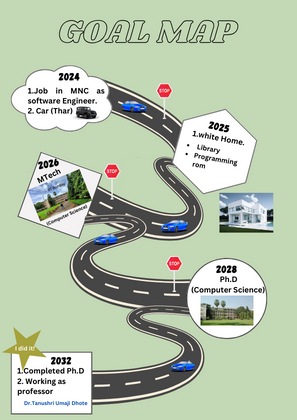 GOAL MAP
2024
1.Job in MNC as
software Engineer.
2. Car (Thar)
STOP
2025
1.white Home.
• Library
• Programming
rom
2026
MTech
(Computer Science)
STOP
STOP
2028
Ph.D
(Computer Science)
I did it!
2032
1.Completed Ph.D
2. Working as
professor
Dr.Tanushri Umaji Dhote